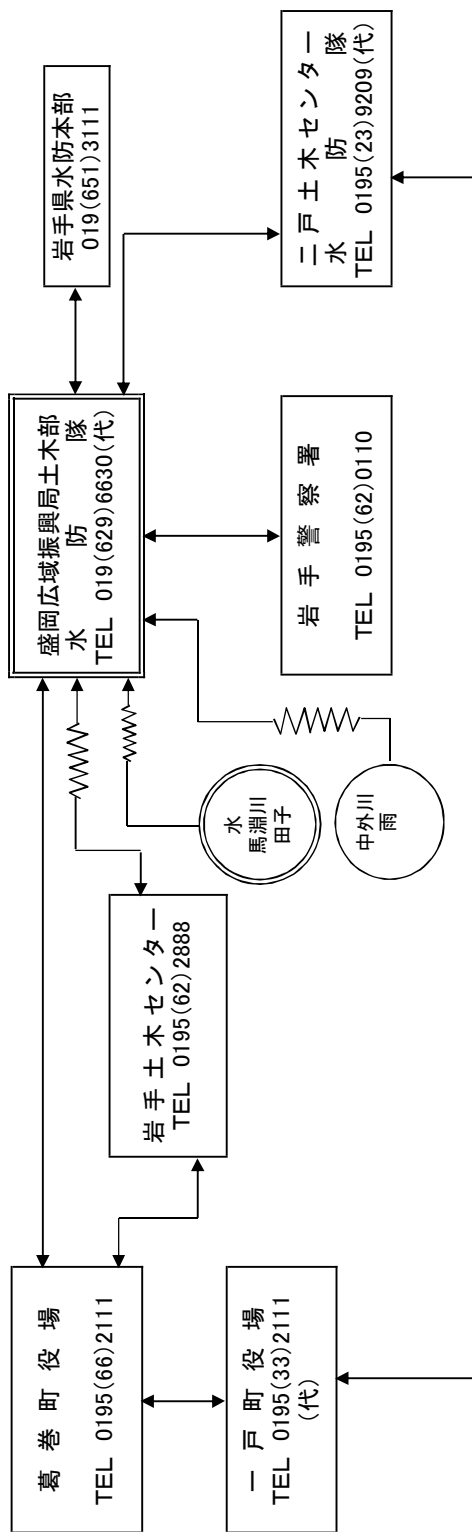 葛巻町役場
TEL 0195(66)2111
一戸町役場
TEL 0195(33)2111
(代)
岩手土木センター
TEL 0195(62)2888
水
馬淵川
田子
中外川
雨
盛岡広域振興局土木部
水防隊
TEL 019(629)6630(代)
岩手警察署
TEL 0195(62)0110
岩手県水防本部
019(651)3111
二戸土木センター
水防隊
TEL 0195(23)9209(代)